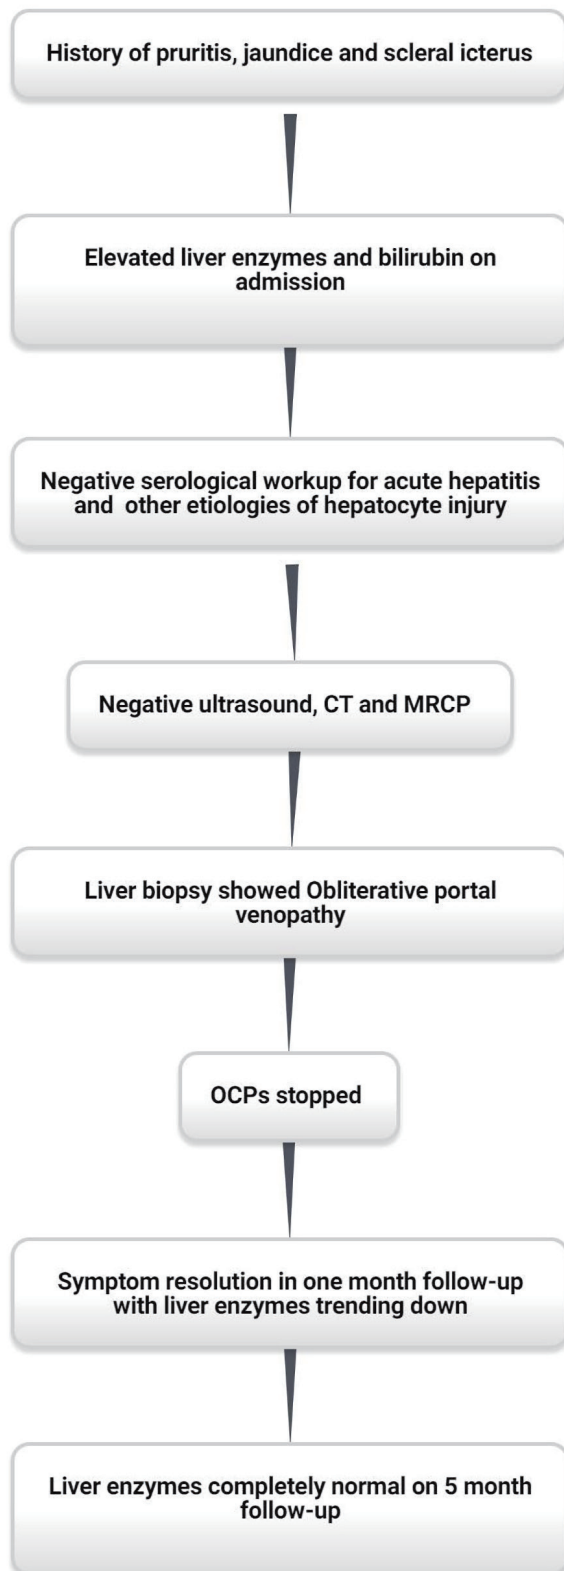 History of pruritis, jaundice and scleral icterus
Elevated liver enzymes and bilirubin on
admission
Negative serological workup for acute hepatitis
and other etiologies of hepatocyte injury
Negative ultrasound, CT and MRCP
Liver biopsy showed Obliterative portal
venopathy
OCPs stopped
Symptom resolution in one month follow-up
with liver enzymes trending down
Liver enzymes completely normal on 5 month
follow-up